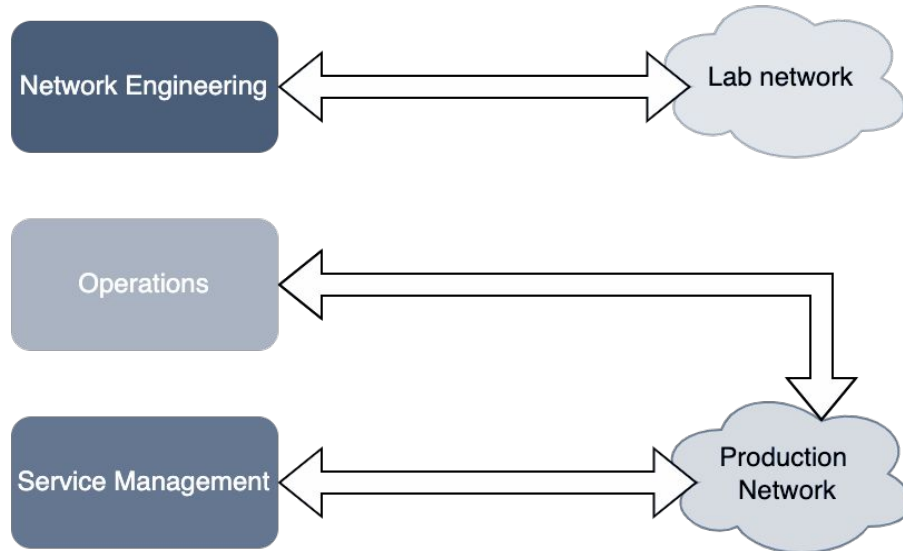 Network Engineering
Lab network
Operations
Service Management
Production
Network